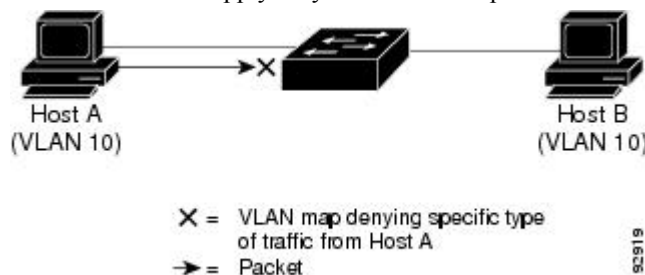 Host A
(VLAN 10)
Host B
(VLAN 10)
X = VLAN map denying specific type
of traffic from Host A
→ = Packet
92919